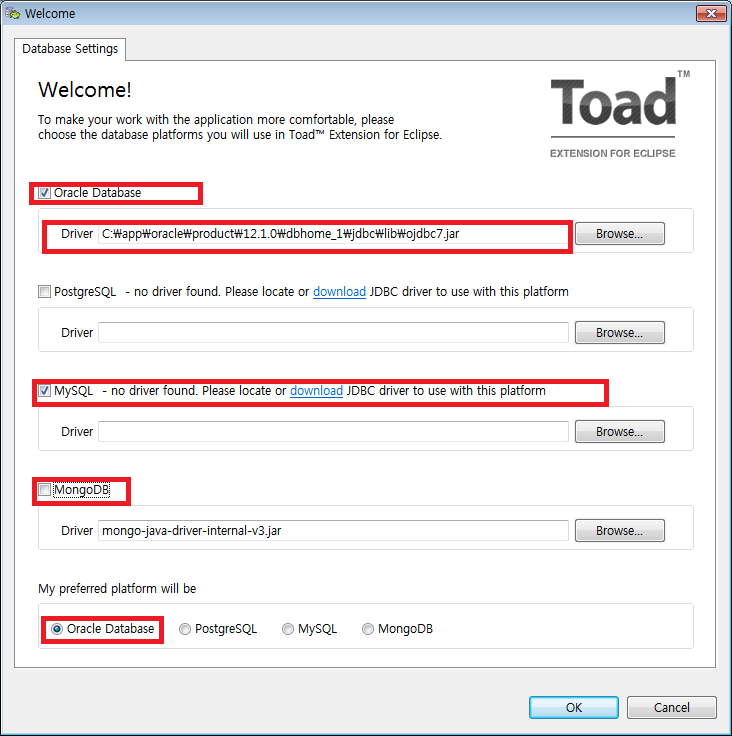 Welcome
Database Settings
Welcome!
To make your work with the application more comfortable, please
choose the database platforms you will use in Toad™ Extension for Eclipse.
Toad™
EXTENSION FOR ECLIPSE
Oracle Database
Driver C:₩app₩oracle₩product₩12.1.0₩dbhome_1₩jdbc₩lib₩ojdbc7.jar Browse...
PostgreSQL - no driver found. Please locate or download JDBC driver to use with this platform
Driver Browse...
MySQL - no driver found. Please locate or download JDBC driver to use with this platform
Driver Browse...
MongoDB
Driver mongo-java-driver-internal-v3.jar Browse...
My preferred platform will be
Oracle Database PostgreSQL MySQL MongoDB
OK Cancel